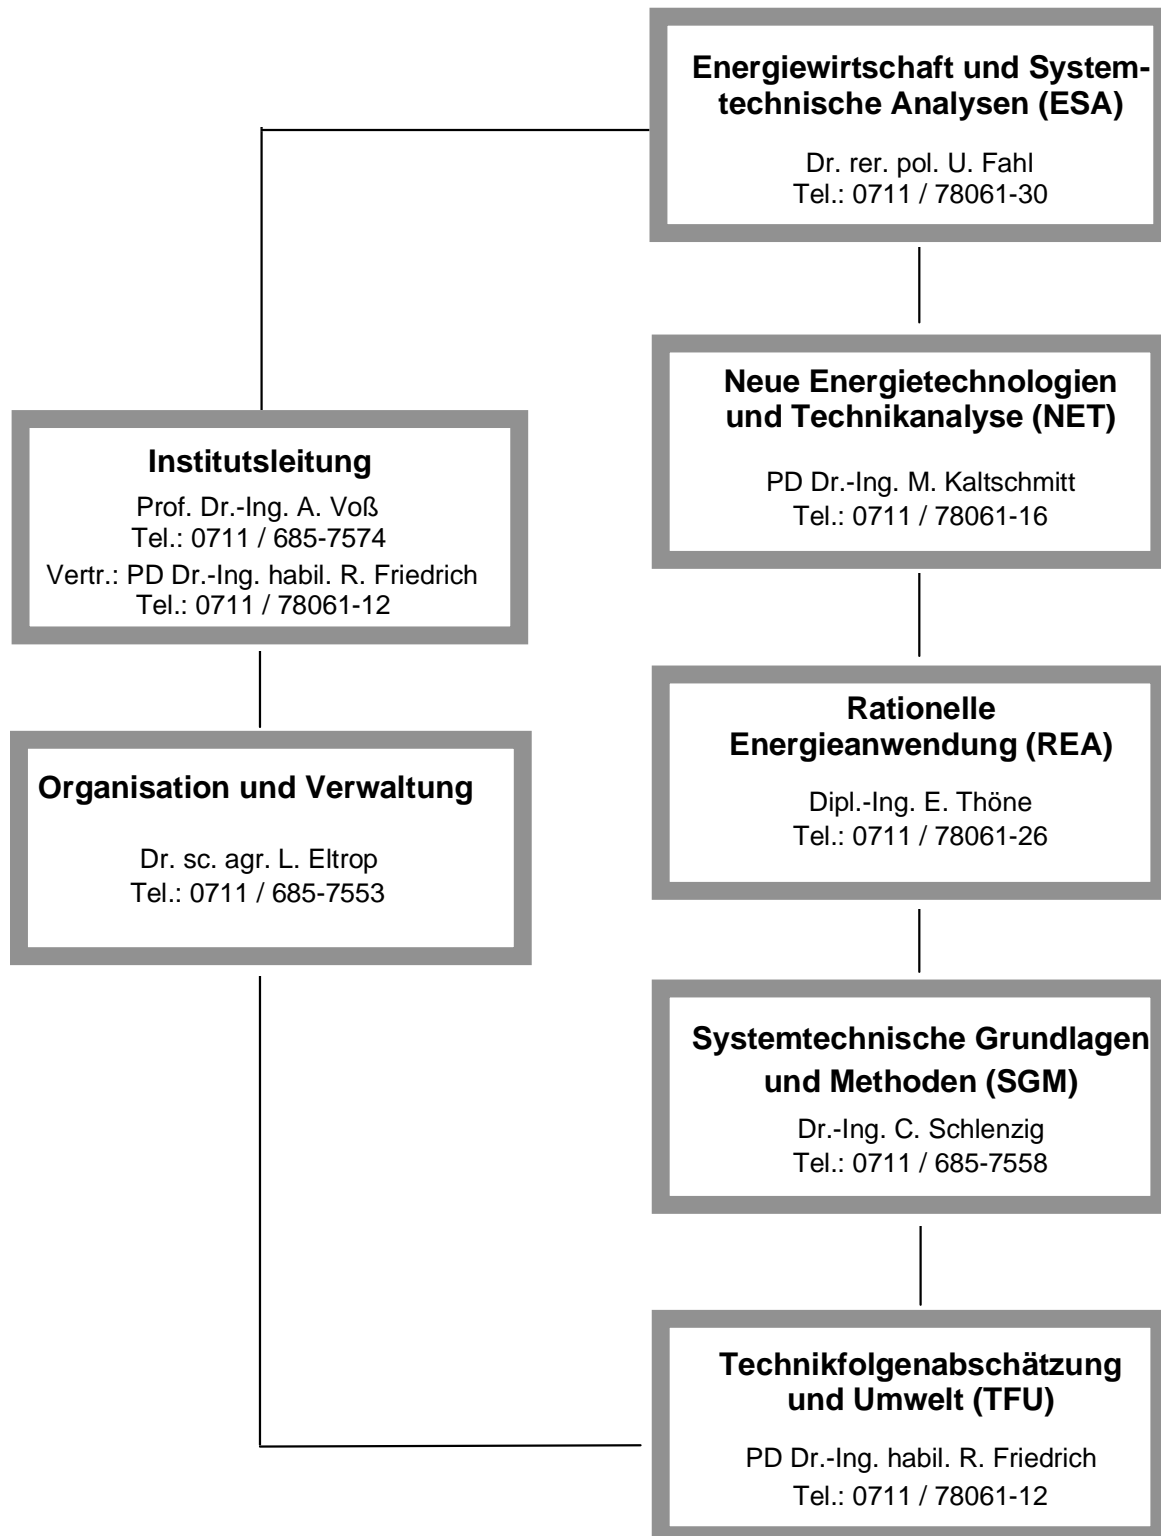 Energiewirtschaft und System-
technische Analysen (ESA)
Dr. rer. pol. U. Fahl
Tel.: 0711 / 78061-30
Neue Energietechnologien
und Technikanalyse (NET)
PD Dr.-Ing. M. Kaltschmitt
Tel.: 0711 / 78061-16
Institutsleitung
Prof. Dr.-Ing. A. Voß
Tel.: 0711 / 685-7574
Vertr.: PD Dr.-Ing. habil. R. Friedrich
Tel.: 0711 / 78061-12
Rationelle
Energieanwendung (REA)
Dipl.-Ing. E. Thöne
Tel.: 0711 / 78061-26
Organisation und Verwaltung
Dr. sc. agr. L. Eltrop
Tel.: 0711 / 685-7553
Systemtechnische Grundlagen
und Methoden (SGM)
Dr.-Ing. C. Schlenzig
Tel.: 0711 / 685-7558
Technikfolgenabschätzung
und Umwelt (TFU)
PD Dr.-Ing. habil. R. Friedrich
Tel.: 0711 / 78061-12